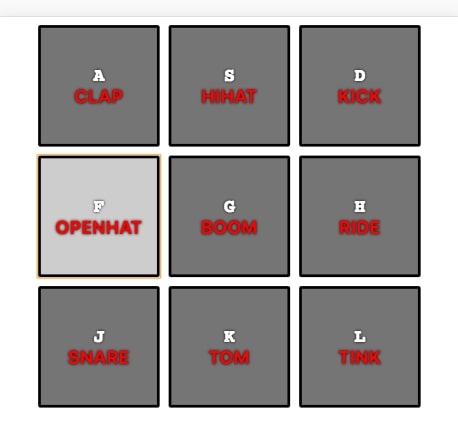 A
CLAP
S
HIHAT
D
KICK
F
OPENHAT
G
BOOM
H
RIDE
J
SNARE
K
TOM
L
TINK